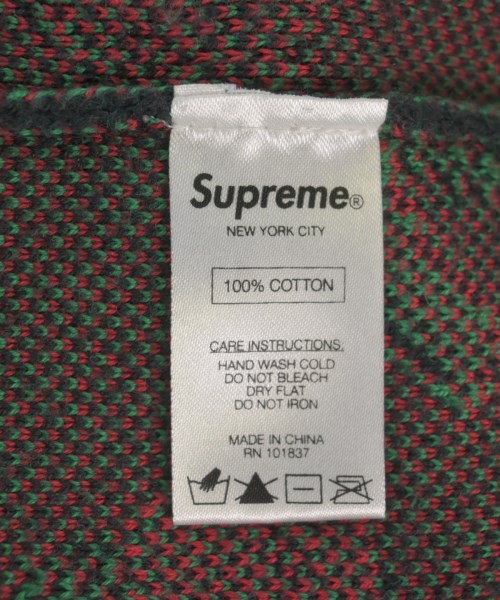 Supreme®
NEW YORK CITY
100% COTTON
CARE INSTRUCTIONS:
HAND WASH COLD
DO NOT BLEACH
DRY FLAT
DO NOT IRON
MADE IN CHINA
RN 101837